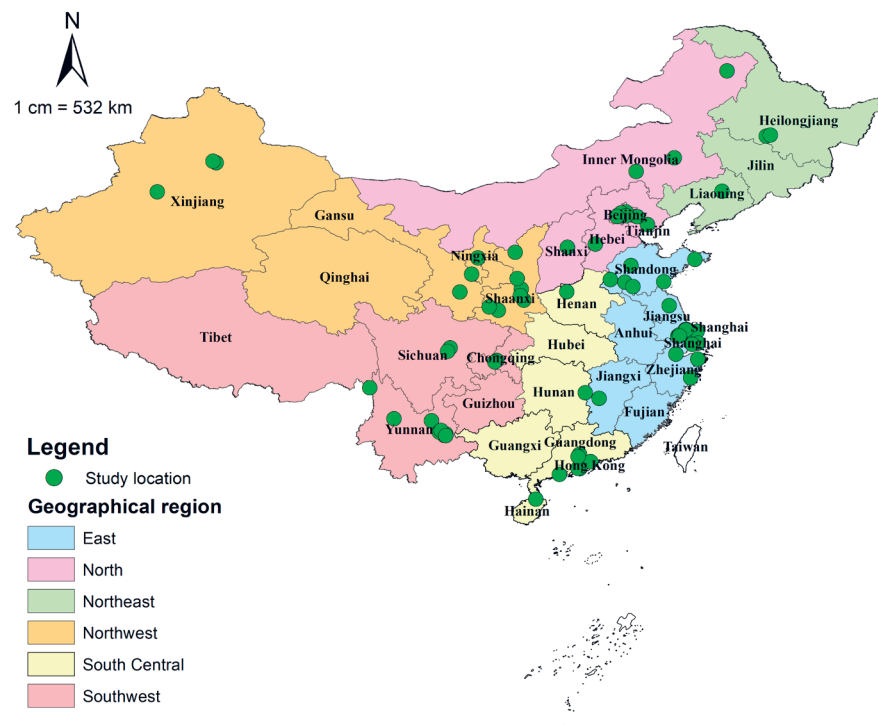 N
1 cm = 532 km
Heilongjiang
Jilin
Inner Mongolia
Liaoning
Xinjiang
Gansu
Beijing
Tianjin
Hebei
Shanxi
Ningxia
Qinghai
Shandong
Shaanxi
Henan
Jiangsu
Shanghai
Anhui
Shanghai
Tibet
Hubei
Sichuan
Chongqing
Zhejiang
Jiangxi
Hunan
Guizhou
Fujian
Yunnan
Guangxi
Guangdong
Taiwan
Hong Kong
Hainan
Legend
Study location
Geographical region
East
North
Northeast
Northwest
South Central
Southwest